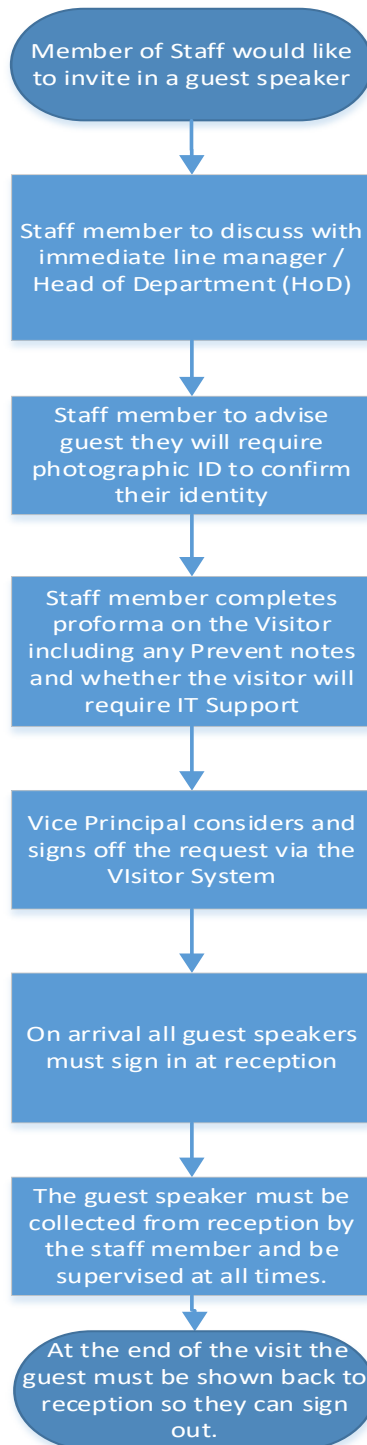 Member of Staff would like
to invite in a guest speaker
Staff member to discuss with
immediate line manager /
Head of Department (HoD)
Staff member to advise
guest they will require
photographic ID to confirm
their identity
Staff member completes
proforma on the Visitor
including any Prevent notes
and whether the visitor will
require IT Support
Vice Principal considers and
signs off the request via the
VIsitor System
On arrival all guest speakers
must sign in at reception
The guest speaker must be
collected from reception by
the staff member and be
supervised at all times.
At the end of the visit the
guest must be shown back to
reception so they can sign
out.